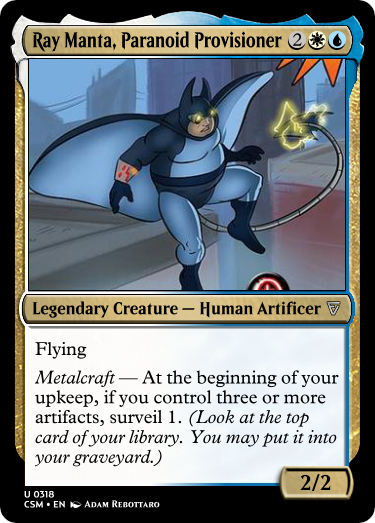 Ray Manta, Paranoid Provisioner 2
Legendary Creature — Human Artificer
Flying
Metalcraft — At the beginning of your
upkeep, if you control three or more
artifacts, surveil 1. (Look at the top
card of your library. You may put it into
your graveyard.)
2/2
U 0318
CSM • EN Adam Rebottaro